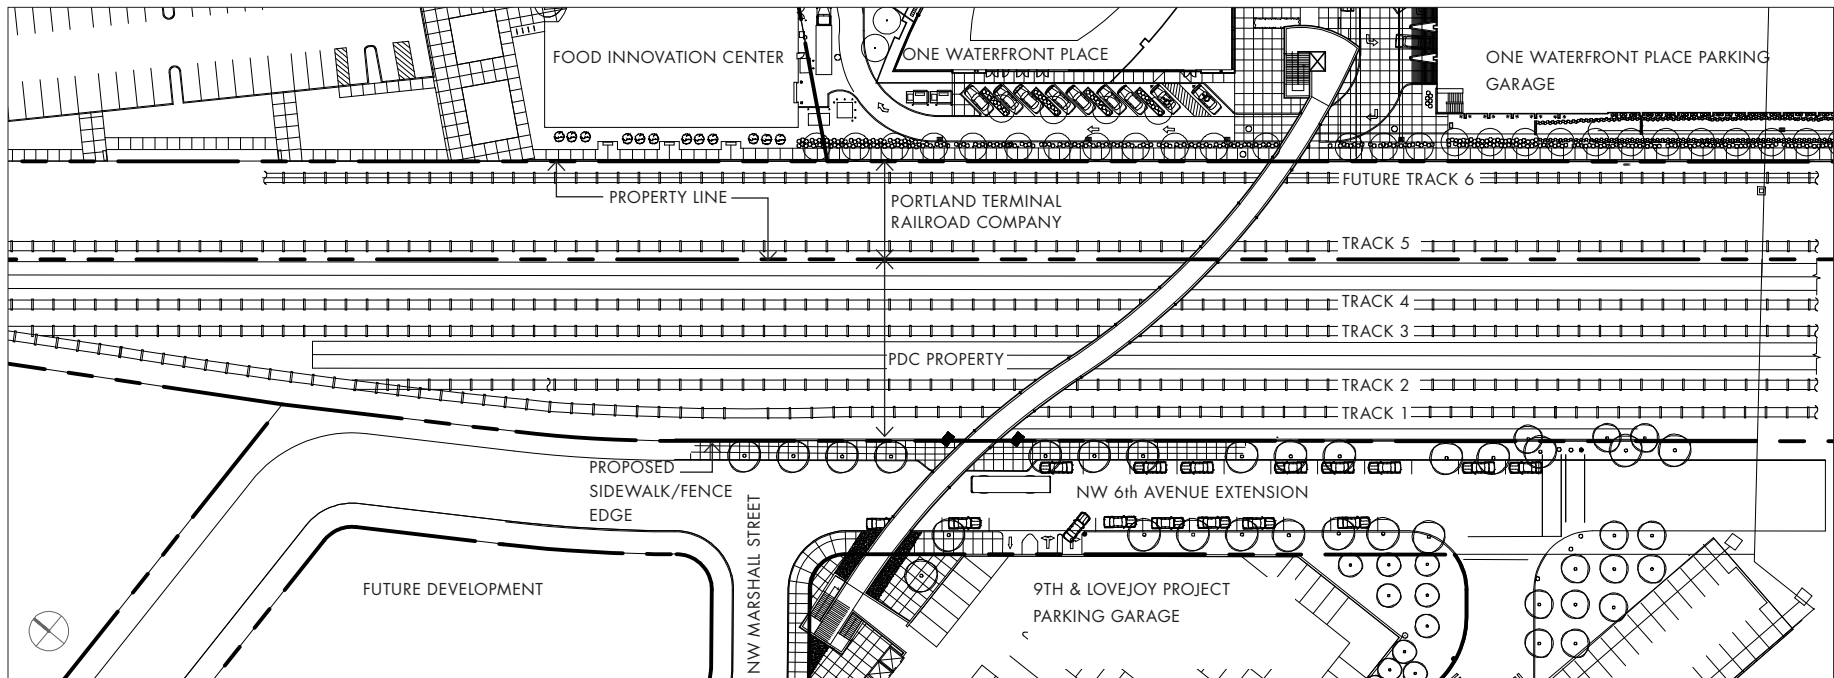 FOOD INNOVATION CENTER
ONE WATERFRONT PLACE
ONE WATERFRONT PLACE PARKING
GARAGE
FUTURE TRACK 6
PROPERTY LINE
PORTLAND TERMINAL
RAILROAD COMPANY
TRACK 5
TRACK 4
TRACK 3
PDC PROPERTY
TRACK 2
TRACK 1
PROPOSED
SIDEWALK/FENCE
EDGE
NW 6th AVENUE EXTENSION
NW MARSHALL STREET
FUTURE DEVELOPMENT
9TH & LOVEJOY PROJECT
PARKING GARAGE